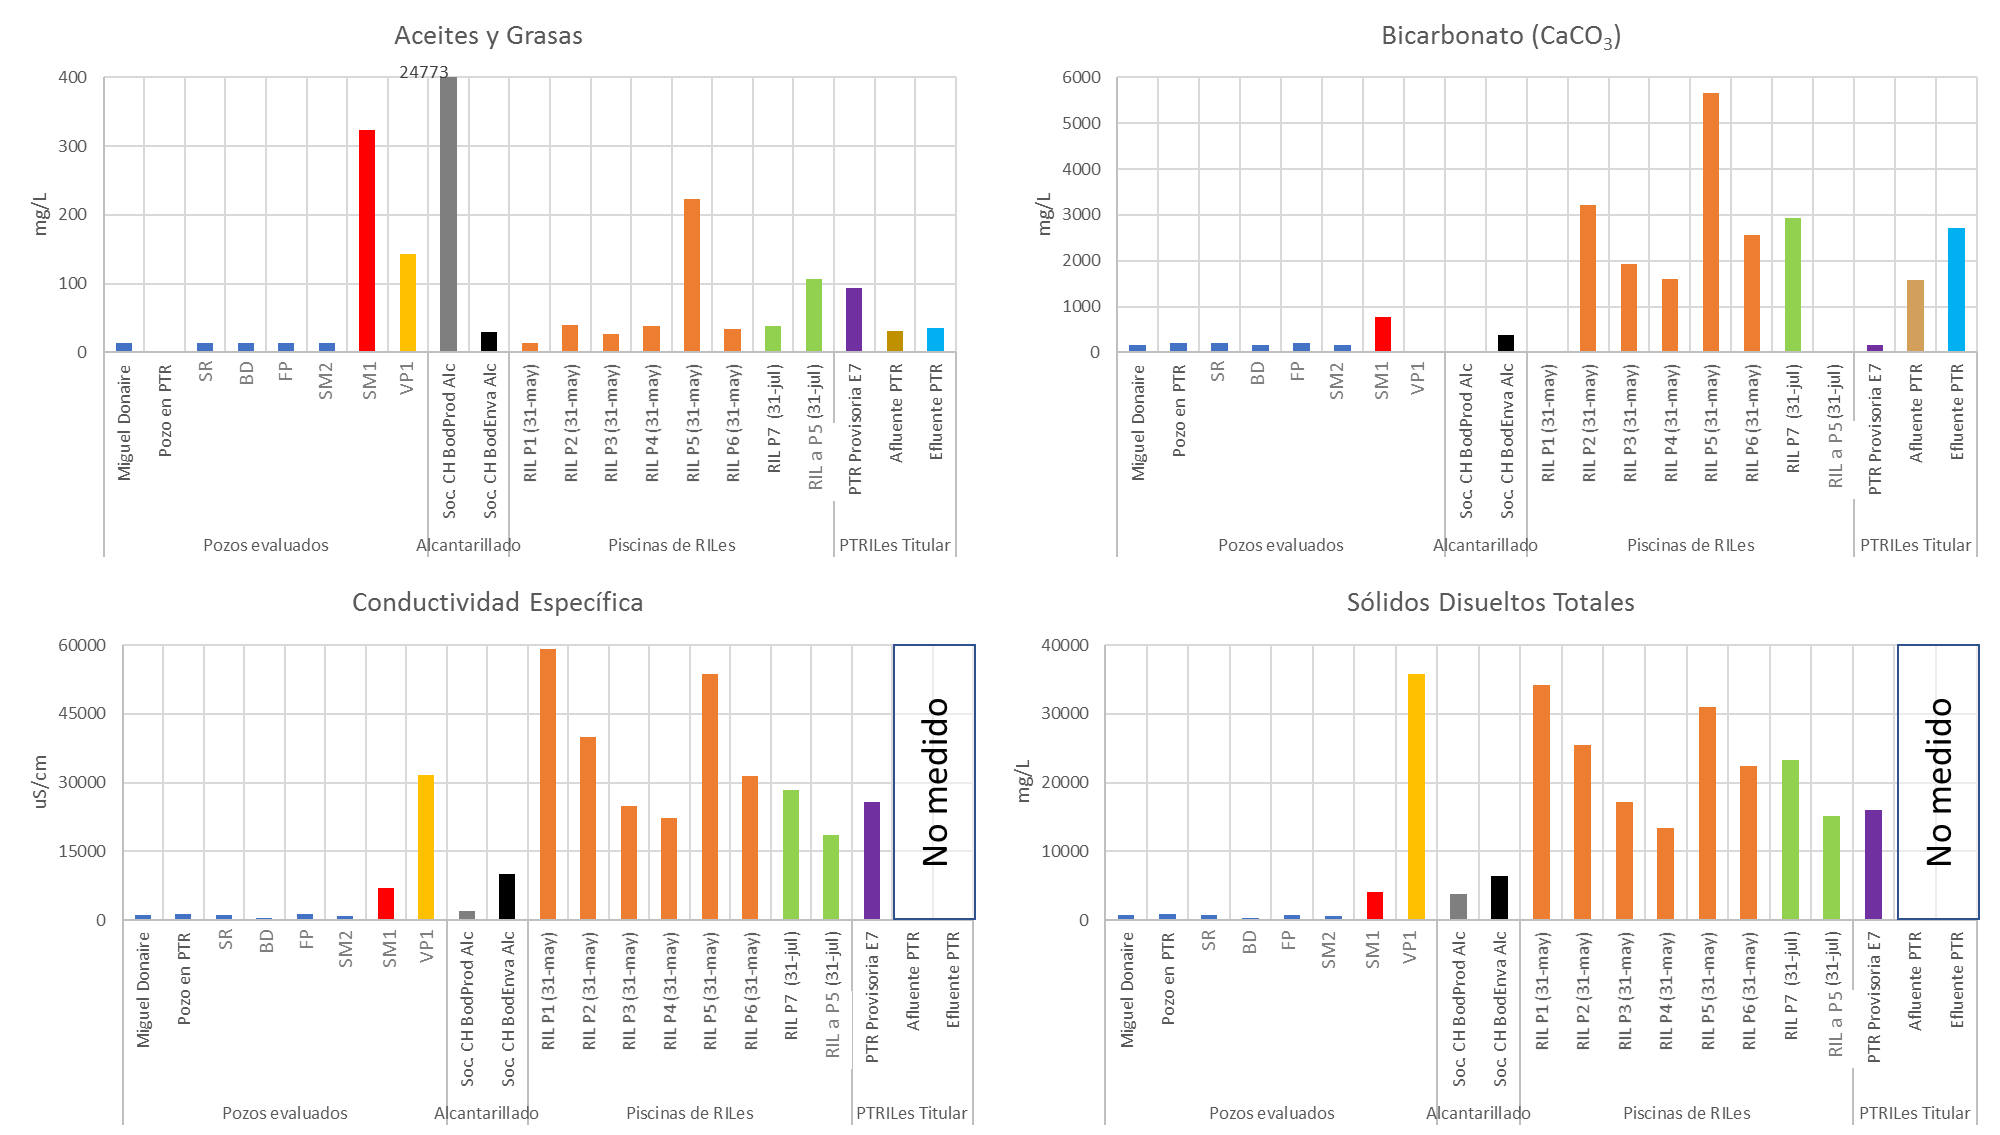 Aceites y Grasas
24773
400
300
200
100
0
mg/L
Miguel Donaire
Pozo en PTR
SR
BD
FP
SM2
SM1
VP1
Soc. CH BodProd Alc
Soc. CH BodEnva Alc
RIL P1 (31-may)
RIL P2 (31-may)
RIL P3 (31-may)
RIL P4 (31-may)
RIL P5 (31-may)
RIL P6 (31-may)
RIL P7 (31-jul)
RIL a P5 (31-jul)
PTR Provisoria E7
Afluente PTR
Efluente PTR
Pozos evaluados
Alcantarillado
Piscinas de RILes
PTRILes Titular
Bicarbonato (CaCO3)
6000
5000
4000
3000
2000
1000
0
mg/L
Miguel Donaire
Pozo en PTR
SR
BD
FP
SM2
SM1
VP1
Soc. CH BodProd Alc
Soc. CH BodEnva Alc
RIL P1 (31-may)
RIL P2 (31-may)
RIL P3 (31-may)
RIL P4 (31-may)
RIL P5 (31-may)
RIL P6 (31-may)
RIL P7 (31-jul)
RIL a P5 (31-jul)
PTR Provisoria E7
Afluente PTR
Efluente PTR
Pozos evaluados
Alcantarillado
Piscinas de RILes
PTRILes Titular
Conductividad Específica
60000
45000
30000
15000
0
uS/cm
No medido
Miguel Donaire
Pozo en PTR
SR
BD
FP
SM2
SM1
VP1
Soc. CH BodProd Alc
Soc. CH BodEnva Alc
RIL P1 (31-may)
RIL P2 (31-may)
RIL P3 (31-may)
RIL P4 (31-may)
RIL P5 (31-may)
RIL P6 (31-may)
RIL P7 (31-jul)
RIL a P5 (31-jul)
PTR Provisoria E7
Afluente PTR
Efluente PTR
Pozos evaluados
Alcantarillado
Piscinas de RILes
PTRILes Titular
Sólidos Disueltos Totales
40000
30000
20000
10000
0
mg/L
No medido
Miguel Donaire
Pozo en PTR
SR
BD
FP
SM2
SM1
VP1
Soc. CH BodProd Alc
Soc. CH BodEnva Alc
RIL P1 (31-may)
RIL P2 (31-may)
RIL P3 (31-may)
RIL P4 (31-may)
RIL P5 (31-may)
RIL P6 (31-may)
RIL P7 (31-jul)
RIL a P5 (31-jul)
PTR Provisoria E7
Afluente PTR
Efluente PTR
Pozos evaluados
Alcantarillado
Piscinas de RILes
PTRILes Titular